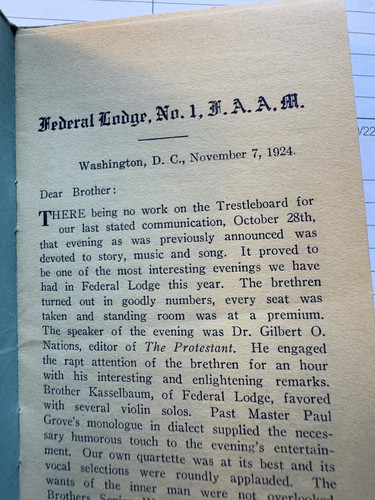 Federal Lodge, No. 1, F. A. A. M.
Washington, D. C., November 7, 1924.
Dear Brother:
THERE being no work on the Trestleboard for
our last stated communication, October 28th,
that evening as was previously announced was
devoted to story, music and song. It proved to
be one of the most interesting evenings we have
had in Federal Lodge this year. The brethren
turned out in goodly numbers, every seat was
taken and standing room was at a premium.
The speaker of the evening was Dr. Gilbert O.
Nations, editor of The Protestant. He engaged
the rapt attention of the brethren for an hour
with his interesting and enlightening remarks.
Brother Kasselbaum, of Federal Lodge, favored
with several violin solos. Past Master Paul
Grove's monologue in dialect supplied the neces-
sary humorous touch to the evening's entertain-
ment. Our own quartette was at its best and its
vocal selections were roundly applauded. The
wants of the inner man were not overlooked
Brothers Senior